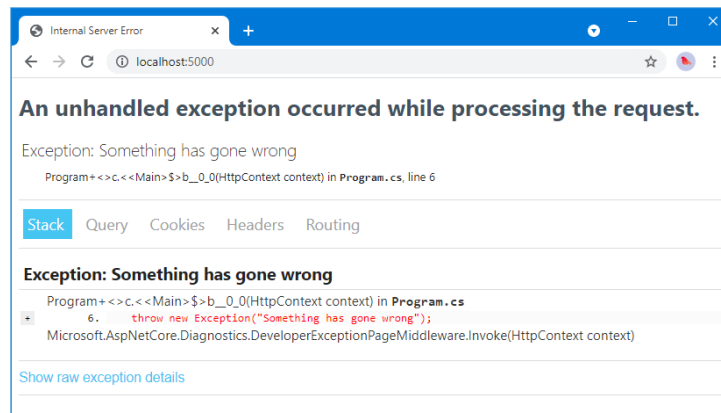 Internal Server Error
localhost:5000
An unhandled exception occurred while processing the request.
Exception: Something has gone wrong
Program+<>c.<<Main>$>b__0_0(HttpContext context) in Program.cs, line 6
Stack Query Cookies Headers Routing
Exception: Something has gone wrong
Program+<>c.<<Main>$>b__0_0(HttpContext context) in Program.cs
+ 6. throw new Exception("Something has gone wrong");
Microsoft.AspNetCore.Diagnostics.DeveloperExceptionPageMiddleware.Invoke(HttpContext context)
Show raw exception details